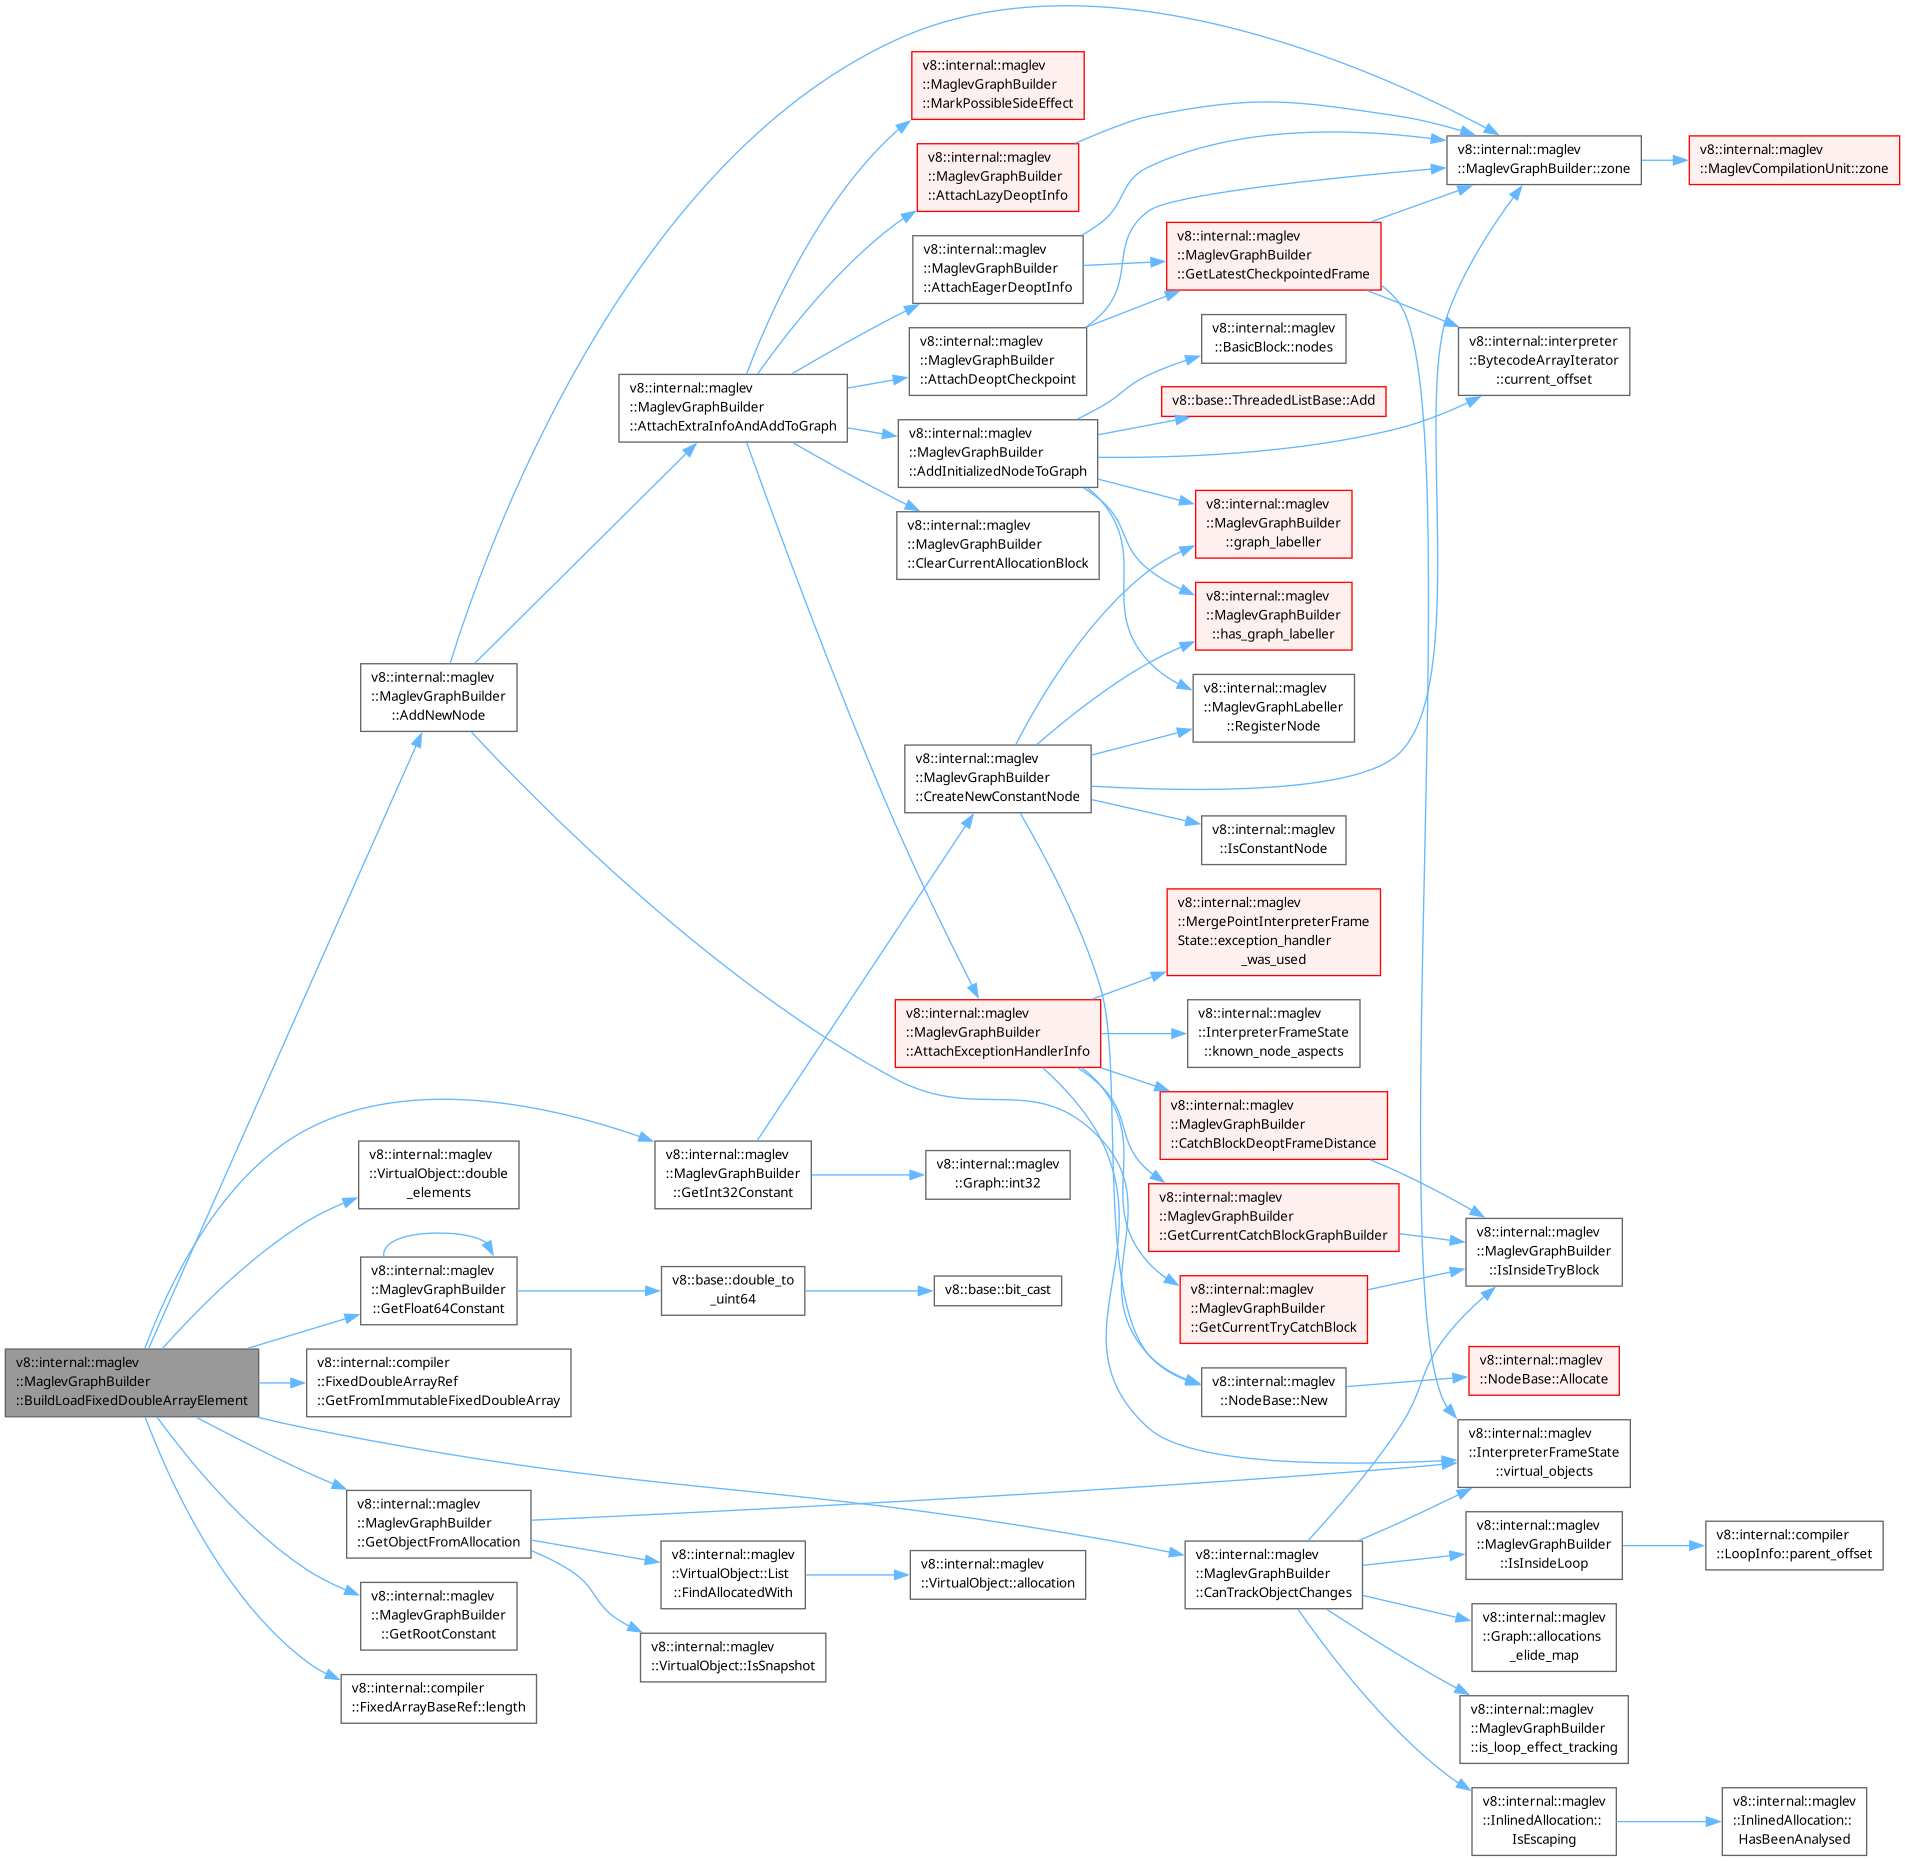 v8::internal::maglev
::MaglevGraphBuilder
::MarkPossibleSideEffect
v8::internal::maglev
::MaglevGraphBuilder
::AttachLazyDeoptInfo
v8::internal::maglev
::MaglevGraphBuilder::zone
v8::internal::maglev
::MaglevCompilationUnit::zone
v8::internal::maglev
::MaglevGraphBuilder
::AttachEagerDeoptInfo
v8::internal::maglev
::MaglevGraphBuilder
::GetLatestCheckpointedFrame
v8::internal::maglev
::MaglevGraphBuilder
::AttachDeoptCheckpoint
v8::internal::maglev
::BasicBlock::nodes
v8::internal::interpreter
::BytecodeArrayIterator
::current_offset
v8::internal::maglev
::MaglevGraphBuilder
::AttachExtraInfoAndAddToGraph
v8::base::ThreadedListBase::Add
v8::internal::maglev
::MaglevGraphBuilder
::AddInitializedNodeToGraph
v8::internal::maglev
::MaglevGraphBuilder
::graph_labeller
v8::internal::maglev
::MaglevGraphBuilder
::ClearCurrentAllocationBlock
v8::internal::maglev
::MaglevGraphBuilder
::has_graph_labeller
v8::internal::maglev
::MaglevGraphBuilder
::AddNewNode
v8::internal::maglev
::MaglevGraphLabeller
::RegisterNode
v8::internal::maglev
::MaglevGraphBuilder
::CreateNewConstantNode
v8::internal::maglev
::IsConstantNode
v8::internal::maglev
::MergePointInterpreterFrame
State::exception_handler
_was_used
v8::internal::maglev
::MaglevGraphBuilder
::AttachExceptionHandlerInfo
v8::internal::maglev
::InterpreterFrameState
::known_node_aspects
v8::internal::maglev
::MaglevGraphBuilder
::CatchBlockDeoptFrameDistance
v8::internal::maglev
::VirtualObject::double
_elements
v8::internal::maglev
::MaglevGraphBuilder
::GetInt32Constant
v8::internal::maglev
::Graph::int32
v8::internal::maglev
::MaglevGraphBuilder
::GetCurrentCatchBlockGraphBuilder
v8::internal::maglev
::MaglevGraphBuilder
::IsInsideTryBlock
v8::internal::maglev
::MaglevGraphBuilder
::GetFloat64Constant
v8::base::double_to
_uint64
v8::base::bit_cast
v8::internal::maglev
::MaglevGraphBuilder
::GetCurrentTryCatchBlock
v8::internal::maglev
::MaglevGraphBuilder
::BuildLoadFixedDoubleArrayElement
v8::internal::compiler
::FixedDoubleArrayRef
::GetFromImmutableFixedDoubleArray
v8::internal::maglev
::NodeBase::New
v8::internal::maglev
::NodeBase::Allocate
v8::internal::maglev
::InterpreterFrameState
::virtual_objects
v8::internal::maglev
::MaglevGraphBuilder
::GetObjectFromAllocation
v8::internal::maglev
::VirtualObject::List
::FindAllocatedWith
v8::internal::maglev
::VirtualObject::allocation
v8::internal::maglev
::MaglevGraphBuilder
::CanTrackObjectChanges
v8::internal::maglev
::MaglevGraphBuilder
::IsInsideLoop
v8::internal::compiler
::LoopInfo::parent_offset
v8::internal::maglev
::MaglevGraphBuilder
::GetRootConstant
v8::internal::maglev
::VirtualObject::IsSnapshot
v8::internal::maglev
::Graph::allocations
_elide_map
v8::internal::compiler
::FixedArrayBaseRef::length
v8::internal::maglev
::MaglevGraphBuilder
::is_loop_effect_tracking
v8::internal::maglev
::InlinedAllocation::
IsEscaping
v8::internal::maglev
::InlinedAllocation::
HasBeenAnalysed